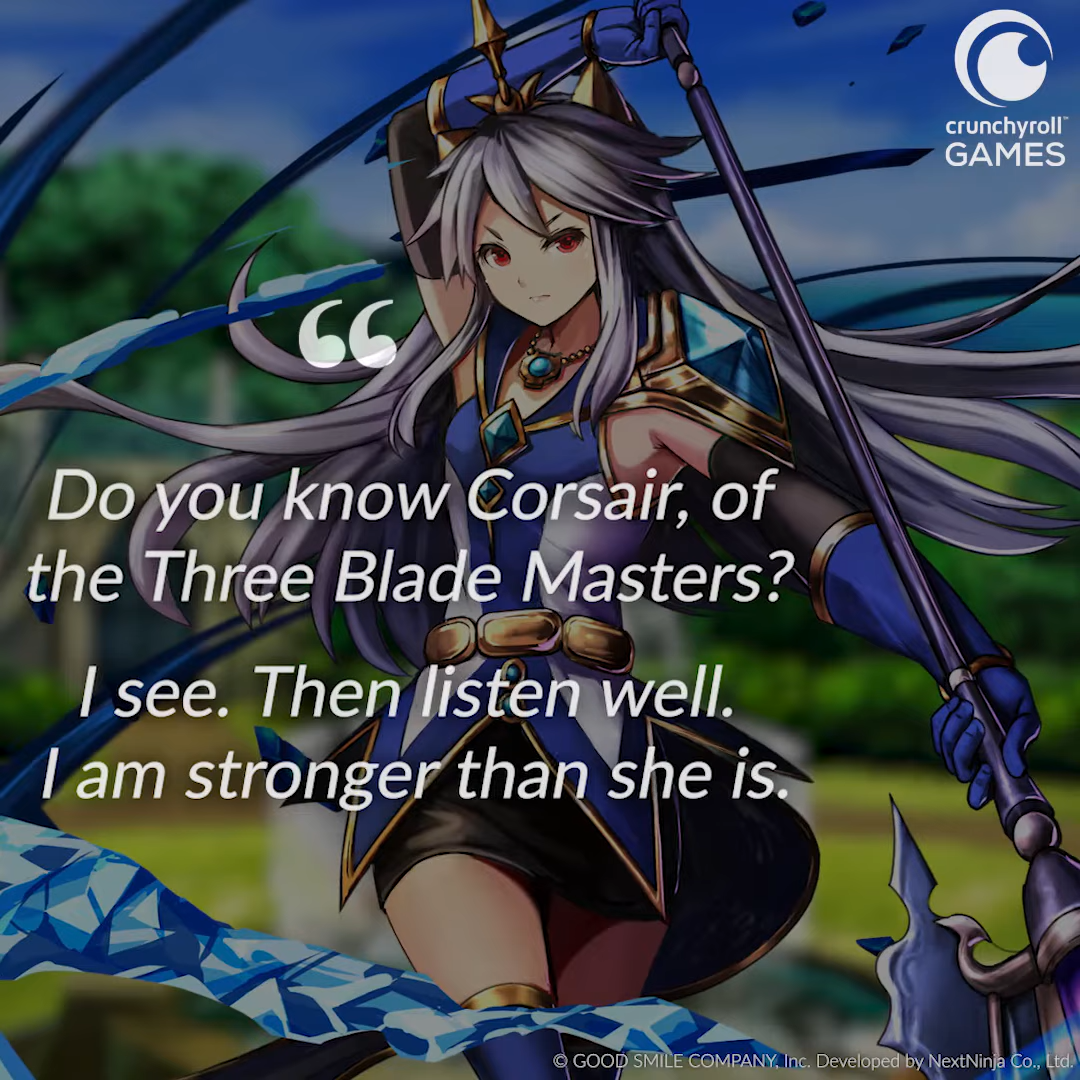 crunchyroll™
GAMES
“
Do you know Corsair, of
the Three Blade Masters?
I see. Then listen well.
I am stronger than she is.
© GOOD SMILE COMPANY, Inc. Developed by NextNinja Co., Ltd.